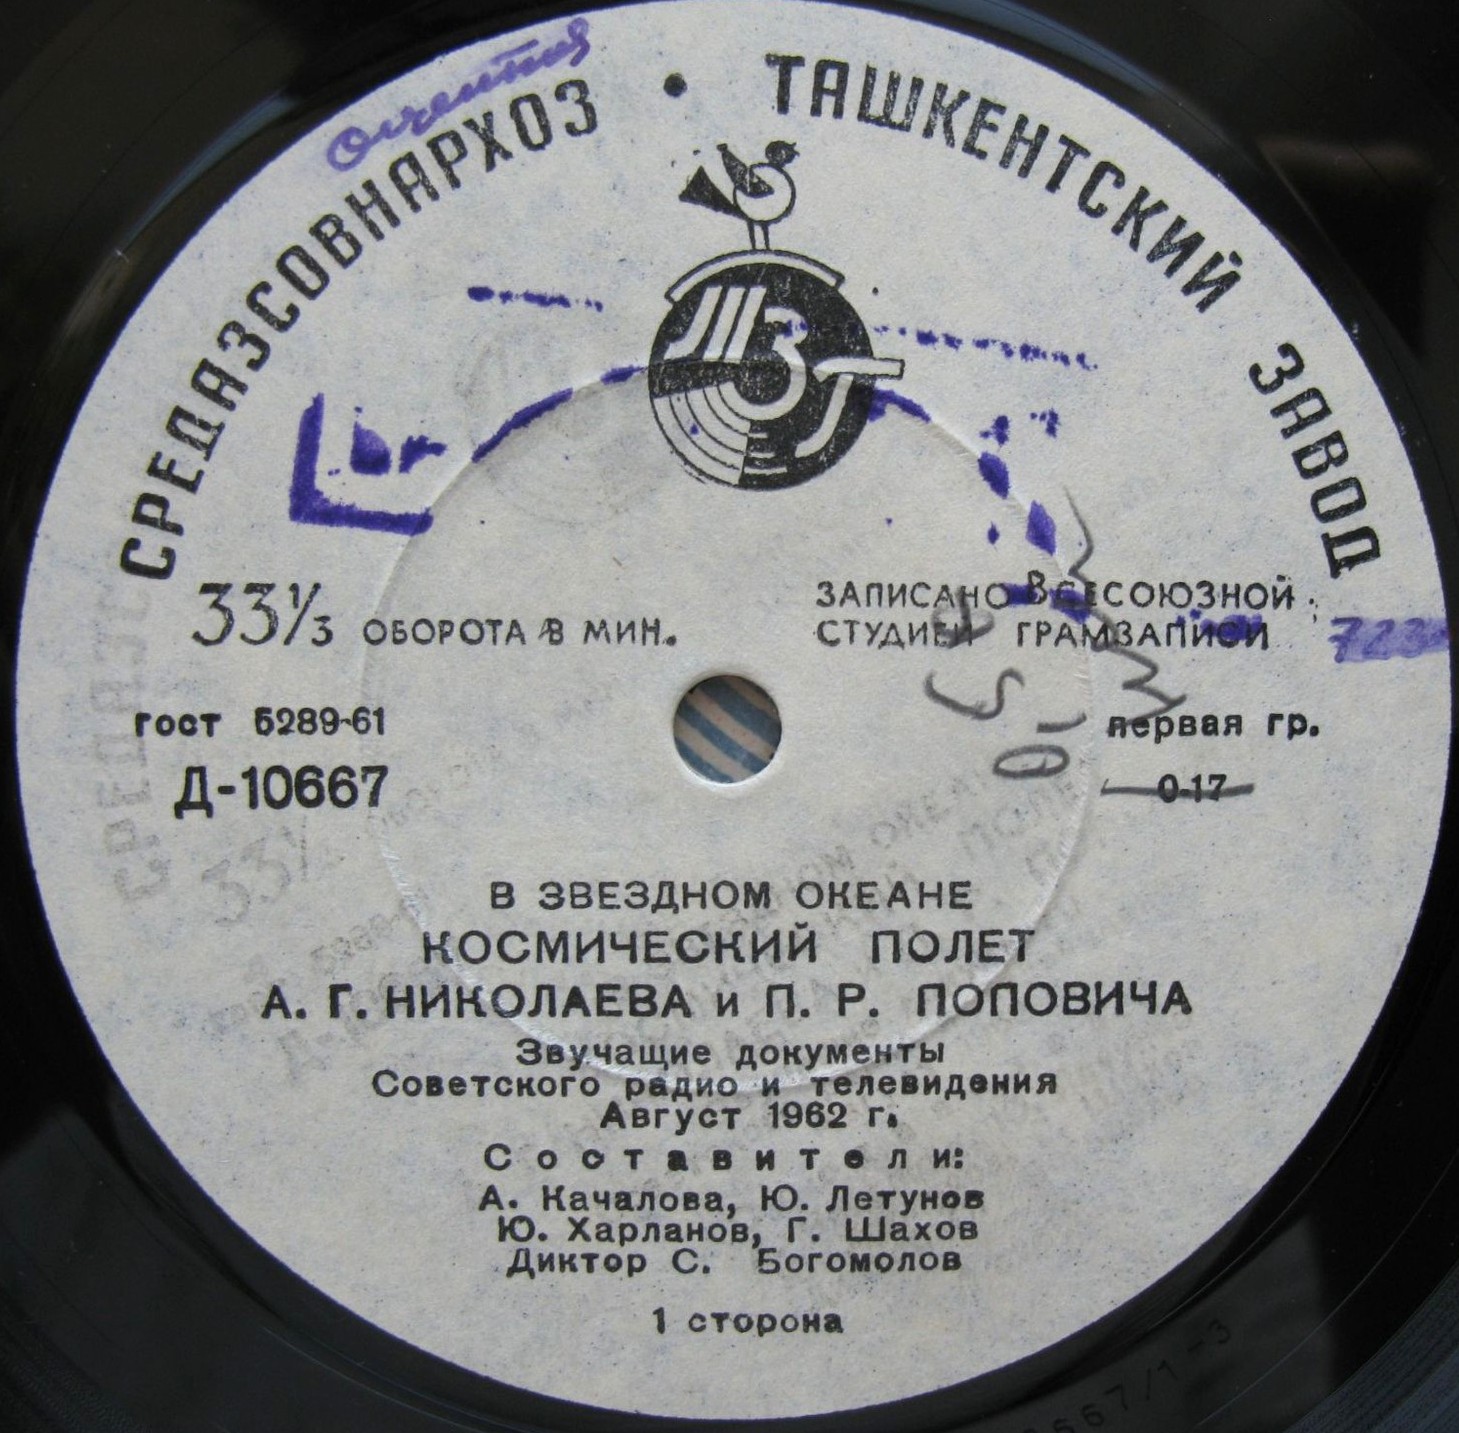 СРЕДАЗСОВНАРХОЗ • ТАШКЕНТСКИЙ ЗАВОД
33⅓ ОБОРОТА В МИН.
ЗАПИСАНО ВСЕСОЮЗНОЙ
СТУДИЕЙ ГРАМЗАПИСИ
723
ГОСТ 5289-61
первая гр.
Д-10667
0-17
В ЗВЕЗДНОМ ОКЕАНЕ
КОСМИЧЕСКИЙ ПОЛЕТ
А. Г. НИКОЛАЕВА и П. Р. ПОПОВИЧА
Звучащие документы
Советского радио и телевидения
Август 1962 г.
Составители:
А. Качалова, Ю. Летунов
Ю. Харланов, Г. Шахов
Диктор С. Богомолов
1 сторона